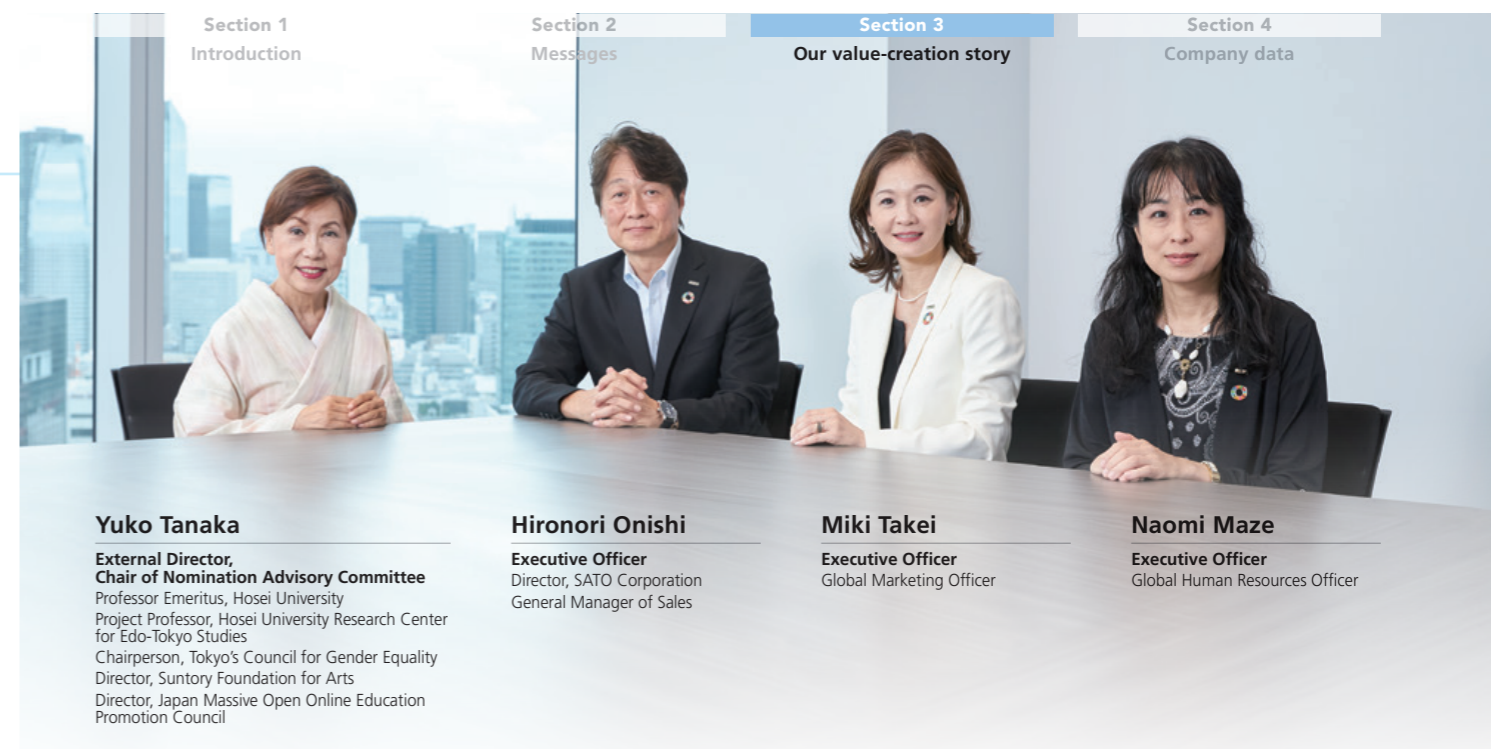 Section 1
Introduction
Section 2
Messages
Section 3
Our value-creation story
Section 4
Company data
Yuko Tanaka
External Director,
Chair of Nomination Advisory Committee
Professor Emeritus, Hosei University
Project Professor, Hosei University Research Center
for Edo-Tokyo Studies
Chairperson, Tokyo’s Council for Gender Equality
Director, Suntory Foundation for Arts
Director, Japan Massive Open Online Education
Promotion Council
Hironori Onishi
Executive Officer
Director, SATO Corporation
General Manager of Sales
Miki Takei
Executive Officer
Global Marketing Officer
Naomi Maze
Executive Officer
Global Human Resources Officer